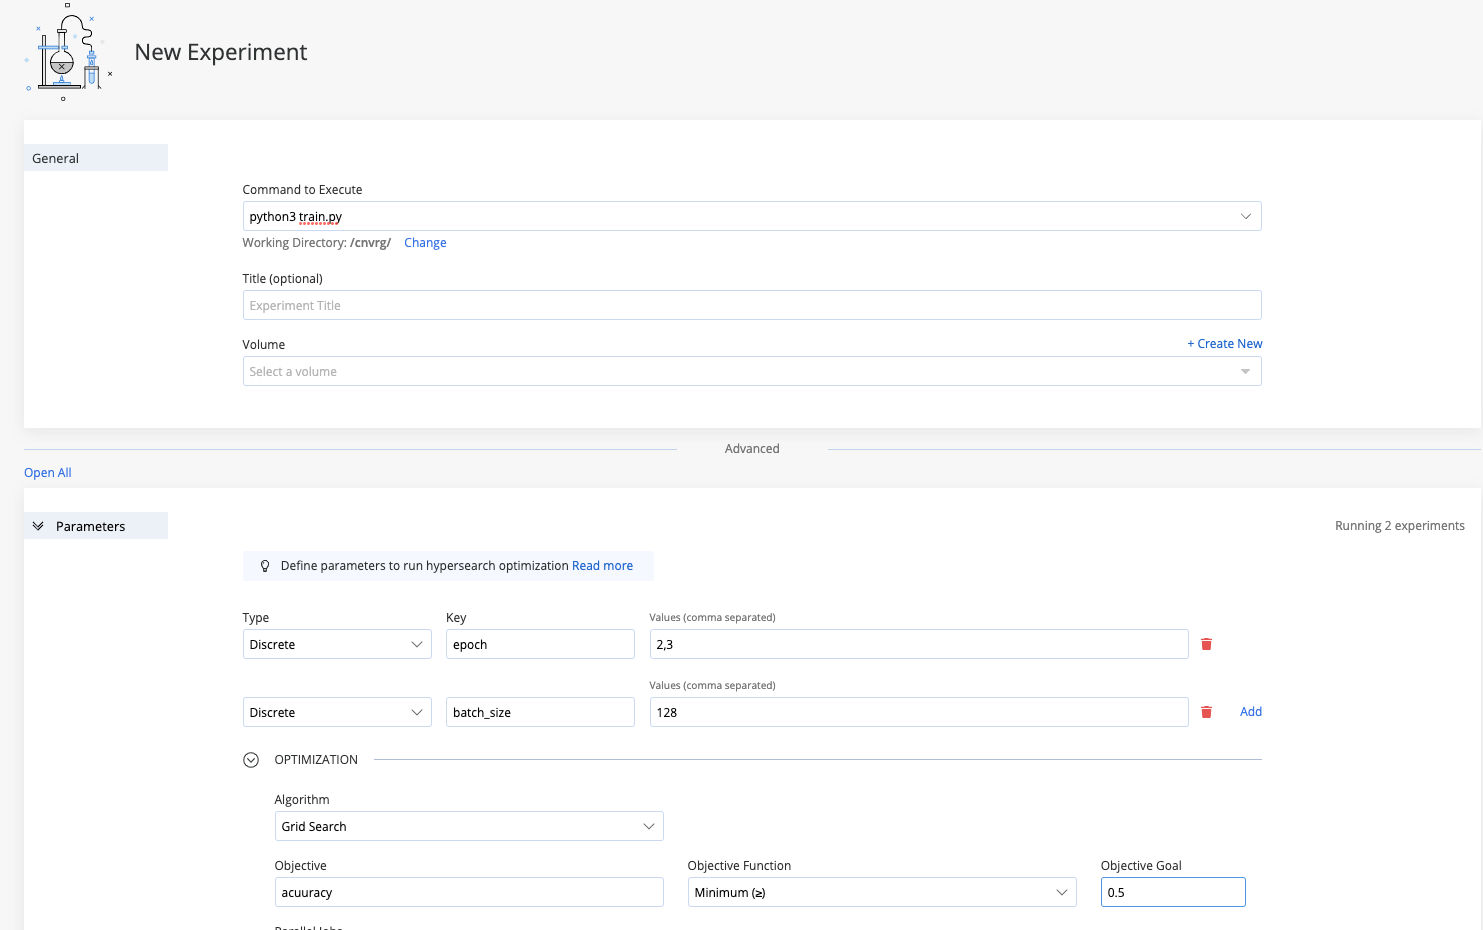 New Experiment
General
Command to Execute
python3 train.py
Working Directory: /cnvrg/ Change
Title (optional)
Experiment Title
Volume + Create New
Select a volume
Advanced
Open All
Parameters Running 2 experiments
Define parameters to run hypersearch optimization Read more
Type Key Values (comma separated)
Discrete epoch 2,3
Values (comma separated)
Discrete batch_size 128 Add
OPTIMIZATION
Algorithm
Grid Search
Objective Objective Function Objective Goal
acuuracy Minimum (≥) 0.5